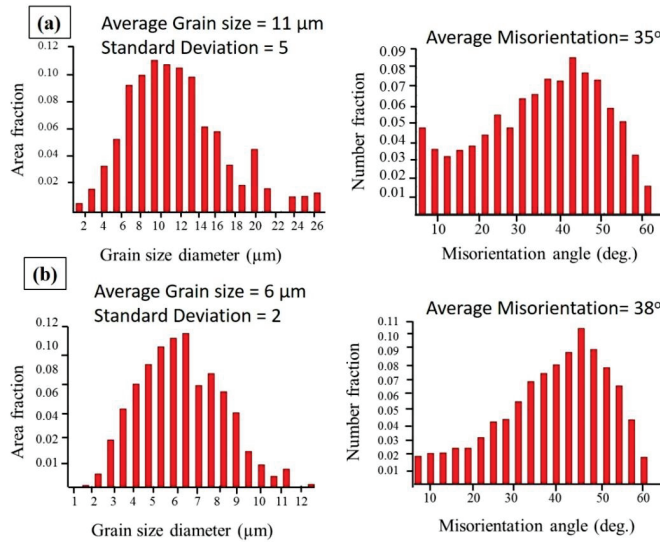 (a)
Average Grain size = 11 µm
Standard Deviation = 5
0.12
0.10
0.08
0.06
0.04
0.02
Area fraction
2 4 6 8 10 12 14 16 18 20 22 24 26
Grain size diameter (µm)
Average Misorientation= 35°
0.09
0.08
0.07
0.06
0.05
0.04
0.03
0.02
0.01
Number fraction
10 20 30 40 50 60
Misorientation angle (deg.)
(b)
Average Grain size = 6 µm
Standard Deviation = 2
0.12
0.10
0.06
0.04
0.02
0.01
Area fraction
1 2 3 4 5 6 7 8 9 10 11 12
Grain size diameter (µm)
Average Misorientation= 38°
0.11
0.10
0.09
0.08
0.07
0.06
0.05
0.04
0.03
0.02
0.01
Number fraction
10 20 30 40 50 60
Misorientation angle (deg.)